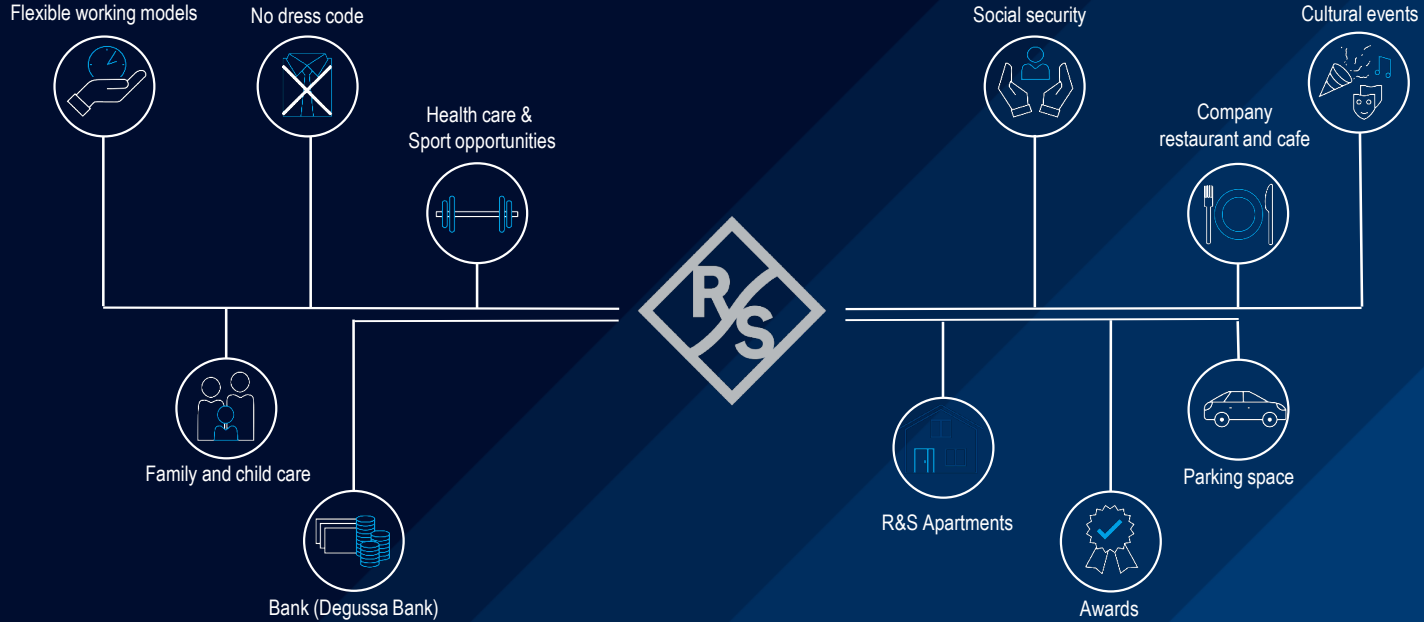 Flexible working models
No dress code
Social security
Cultural events
Health care &
Sport opportunities
Company
restaurant and cafe
R S
Family and child care
Parking space
R&S Apartments
Bank (Degussa Bank)
Awards